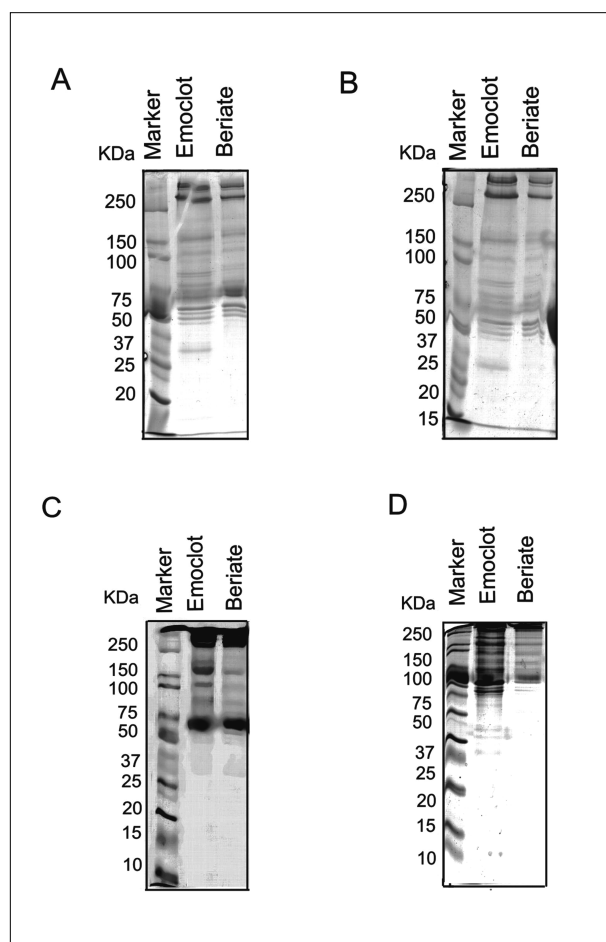 A
KDa
Marker
Emoclot
Beriate
250
150
100
75
50
37
25
20
B
KDa
Marker
Emoclot
Beriate
250
150
100
75
50
37
25
20
15
C
KDa
Marker
Emoclot
Beriate
250
150
100
75
50
37
25
20
15
10
D
KDa
Marker
Emoclot
Beriate
250
150
100
75
50
37
25
20
15
10